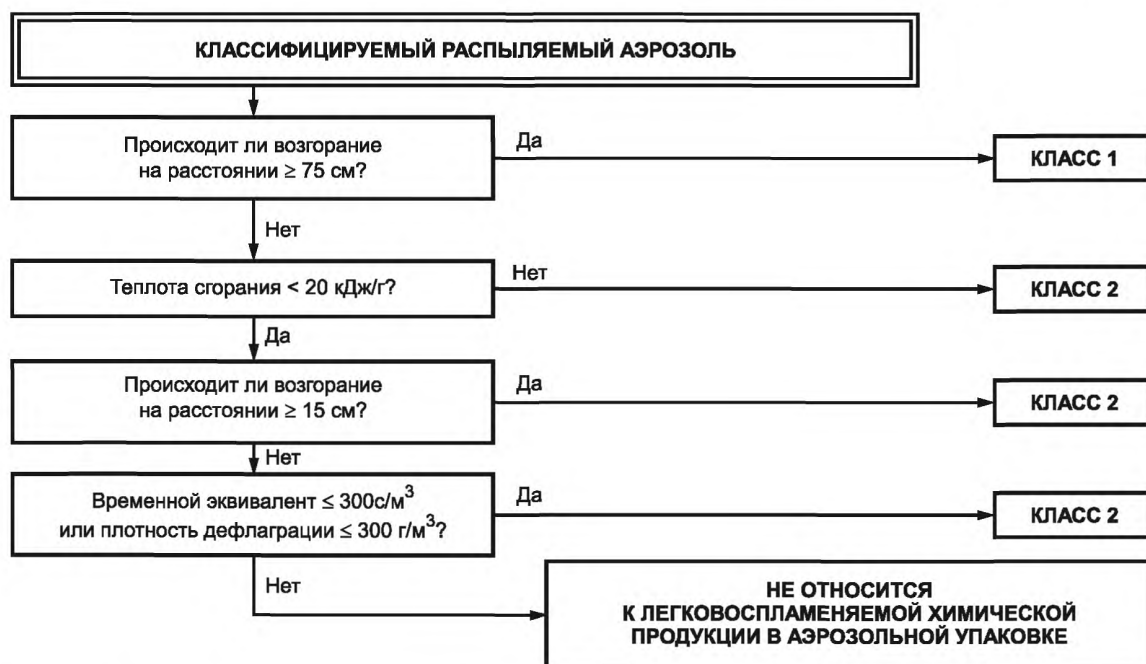 КЛАССИФИЦИРУЕМЫЙ РАСПЫЛЯЕМЫЙ АЭРОЗОЛЬ
Происходит ли возгорание
на расстоянии ≥ 75 см?
Да
КЛАСС 1
Нет
Теплота сгорания < 20 кДж/г?
Нет
КЛАСС 2
Да
Происходит ли возгорание
на расстоянии ≥ 15 см?
Да
КЛАСС 2
Нет
Временной эквивалент ≤ 300с/м³
или плотность дефлаграции ≤ 300 г/м³?
Да
КЛАСС 2
Нет
НЕ ОТНОСИТСЯ
К ЛЕГКОВОСПЛАМЕНЯЕМОЙ ХИМИЧЕСКОЙ
ПРОДУКЦИИ В АЭРОЗОЛЬНОЙ УПАКОВКЕ